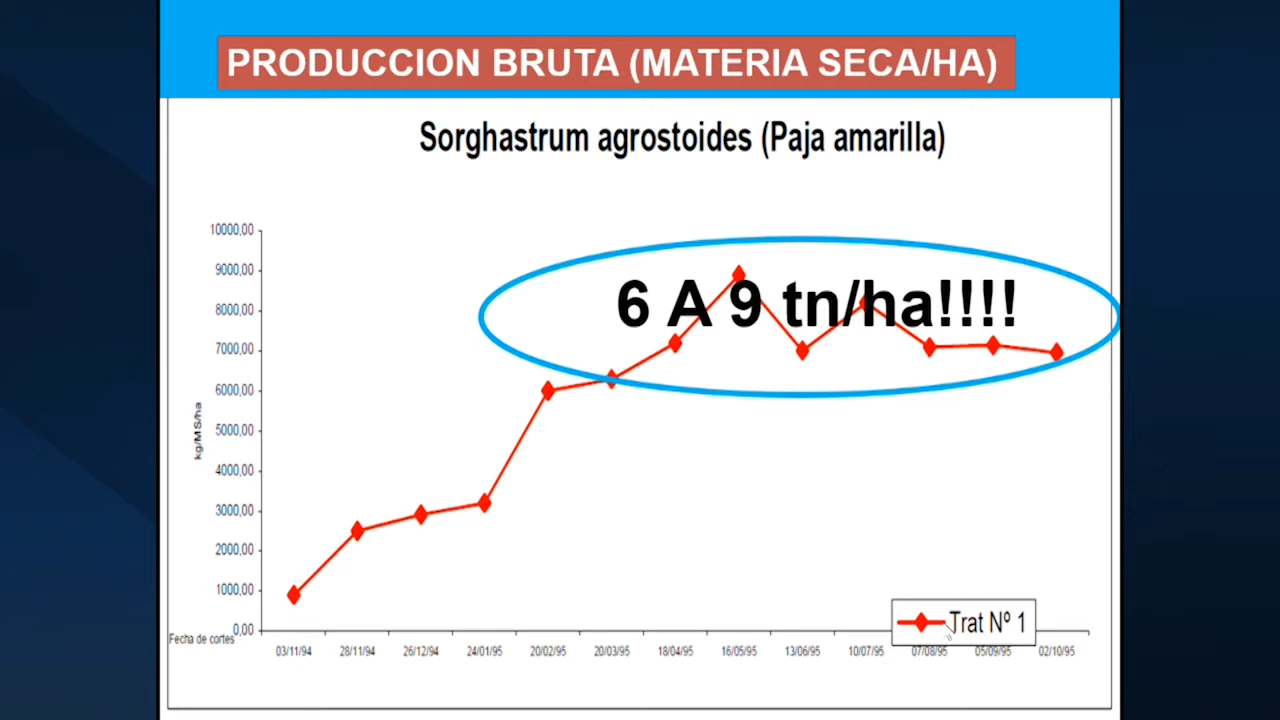 PRODUCCION BRUTA (MATERIA SECA/HA)
Sorghastrum agrostoides (Paja amarilla)
10000,00
9000,00
8000,00
7000,00
6000,00
5000,00
4000,00
3000,00
2000,00
1000,00
0,00
kg/MS/ha
6 A 9 tn/ha!!!!
Trat Nº 1
Fecha de cortes
03/11/94 28/11/94 26/12/94 24/01/95 20/02/95 20/03/95 18/04/95 16/05/95 13/06/95 10/07/95 07/08/95 05/09/95 02/10/95